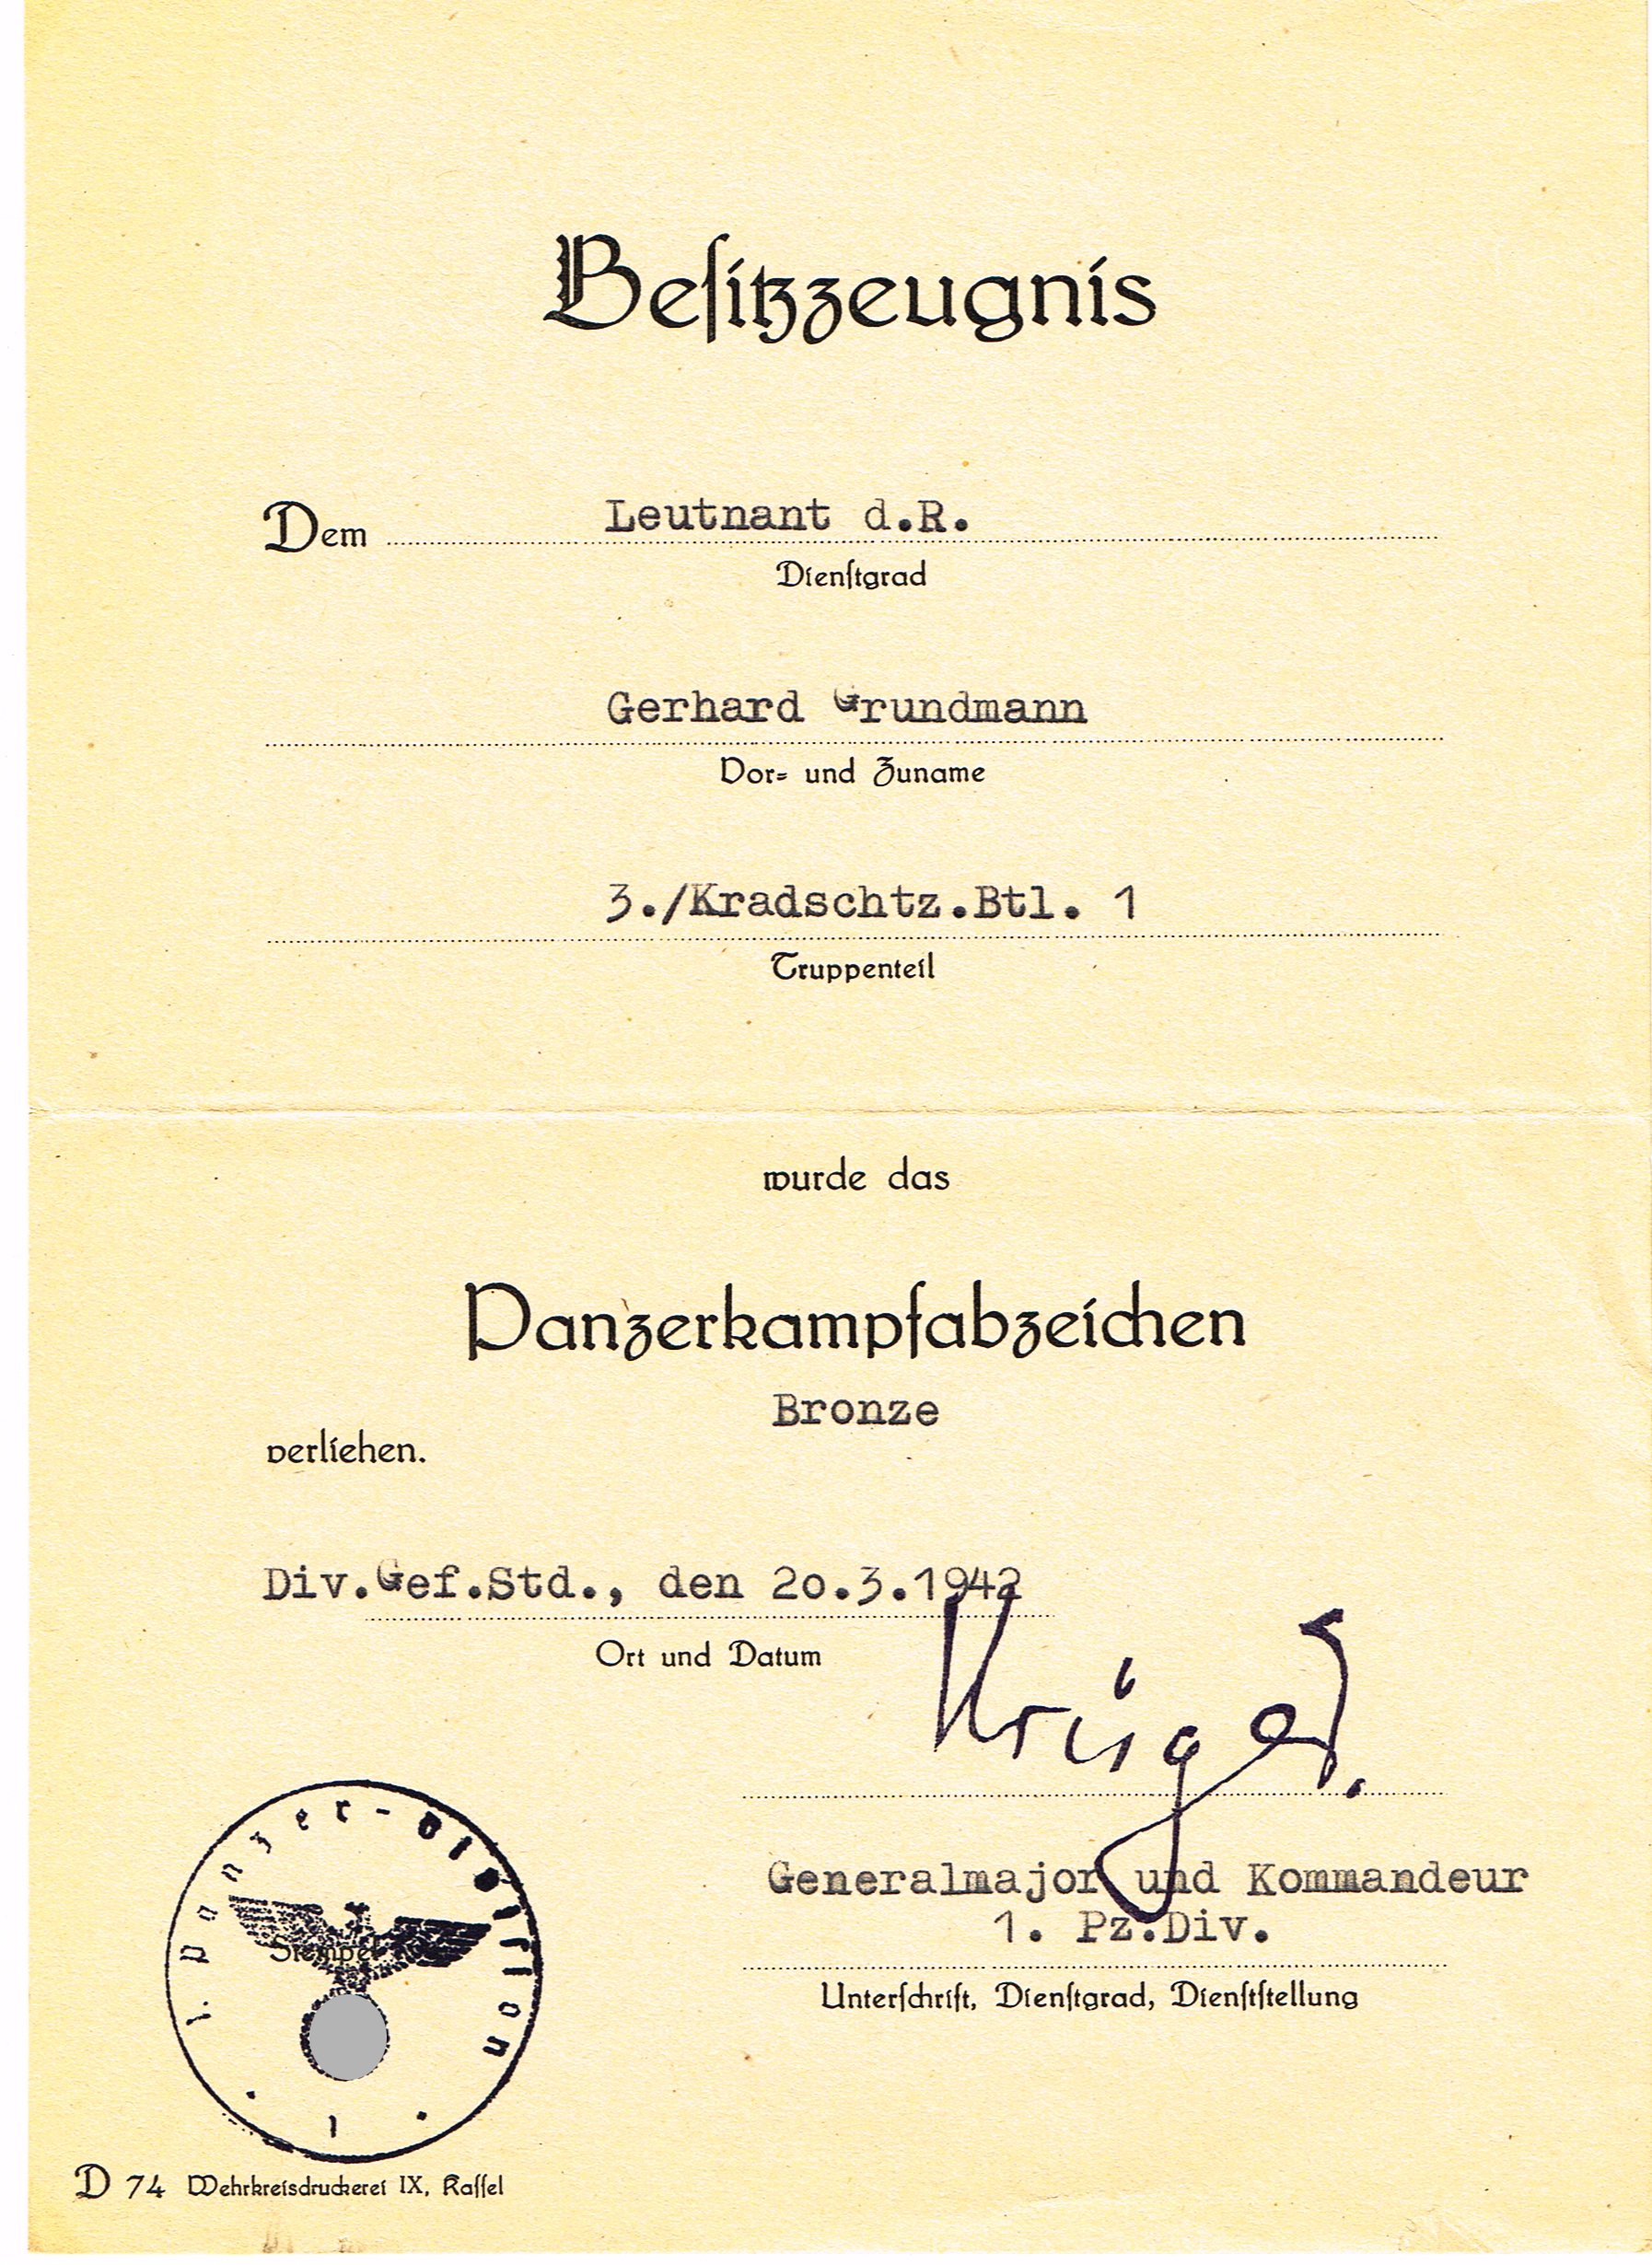 Beſitzzeugnis
Dem Leutnant d.R.
Dienſtgrad
Gerhard Grundmann
Vor= und Zuname
3./Kradschtz.Btl. 1
Truppenteil
wurde das
Panzerkampfabzeichen
Bronze
verliehen.
Div.Gef.Std., den 20.3.1942
Ort und Datum
Krüger.
Generalmajor und Kommandeur
1. Pz.Div.
Unterſchrift, Dienſtgrad, Dienſtſtellung
1. Panzer-Diviſion
Stempel
1
D 74 Wehrkreisdruckerei IX, Kaſſel